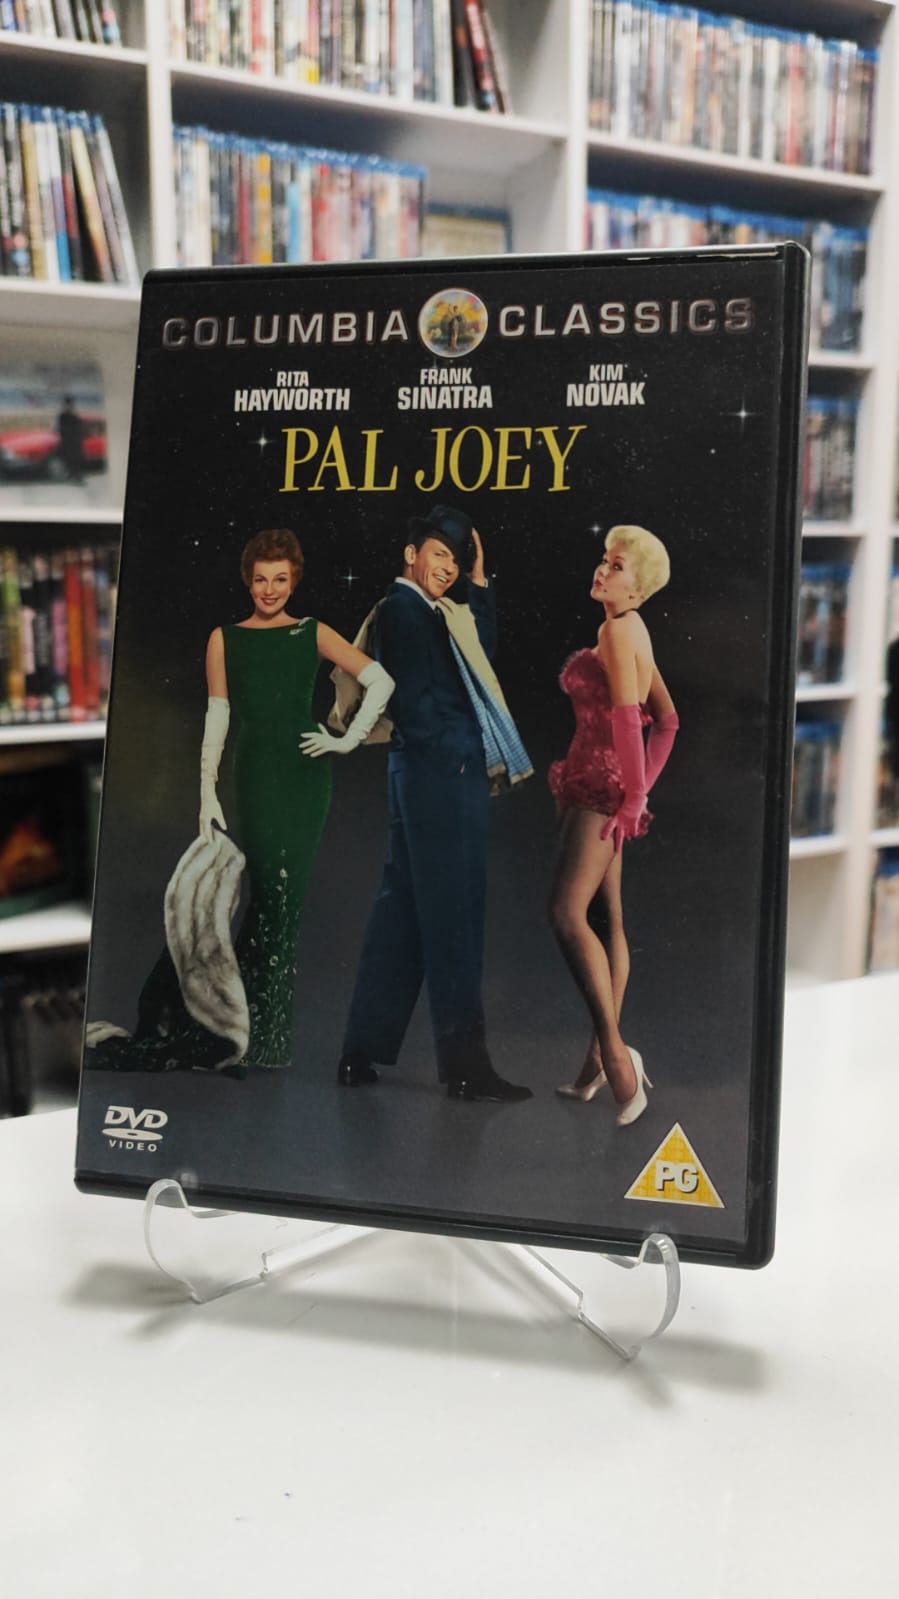 COLUMBIA CLASSICS
RITA HAYWORTH
FRANK SINATRA
KIM NOVAK
PAL JOEY
DVD
VIDEO
PG